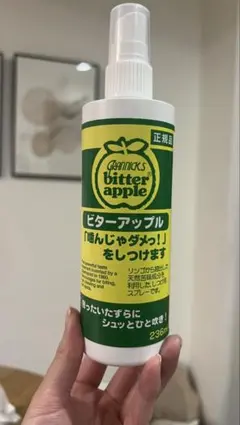 正規品
GRANNICK'S
bitter
apple
ビターアップル
「噛んじゃダメっ!」
をしつけます
リンゴから抽出した
天然苦味成分を
利用した、しつけ用
スプレーです。
困ったいたずらに
シュッとひと吹き!
236m